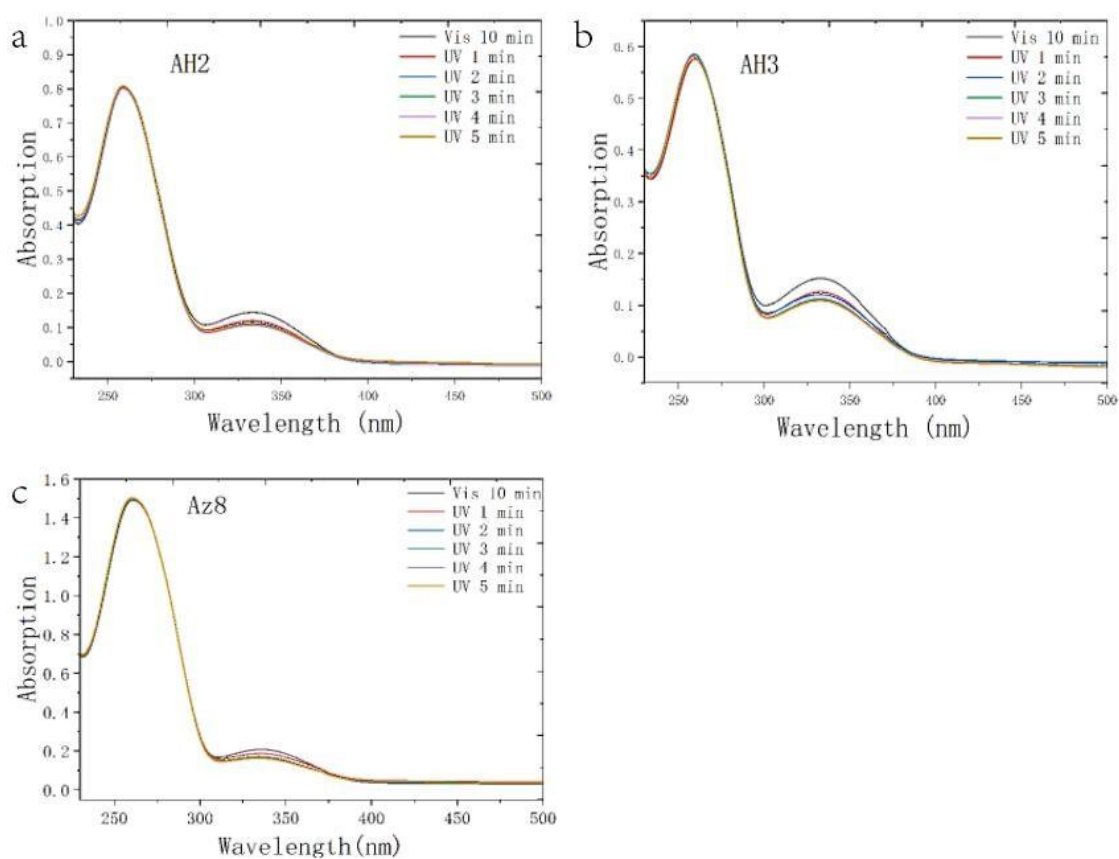 a
AH2
Vis 10 min
UV 1 min
UV 2 min
UV 3 min
UV 4 min
UV 5 min
1.0
0.9
0.8
0.7
0.6
0.5
0.4
0.3
0.2
0.1
0.0
Absorption
250
300
350
400
450
500
Wavelength (nm)
b
AH3
Vis 10 min
UV 1 min
UV 2 min
UV 3 min
UV 4 min
UV 5 min
0.6
0.5
0.4
0.3
0.2
0.1
0.0
Absorption
250
300
350
400
450
500
Wavelength (nm)
c
Az8
Vis 10 min
UV 1 min
UV 2 min
UV 3 min
UV 4 min
UV 5 min
1.6
1.4
1.2
1.0
0.8
0.6
0.4
0.2
0.0
Absorption
250
300
350
400
450
500
Wavelength(nm)